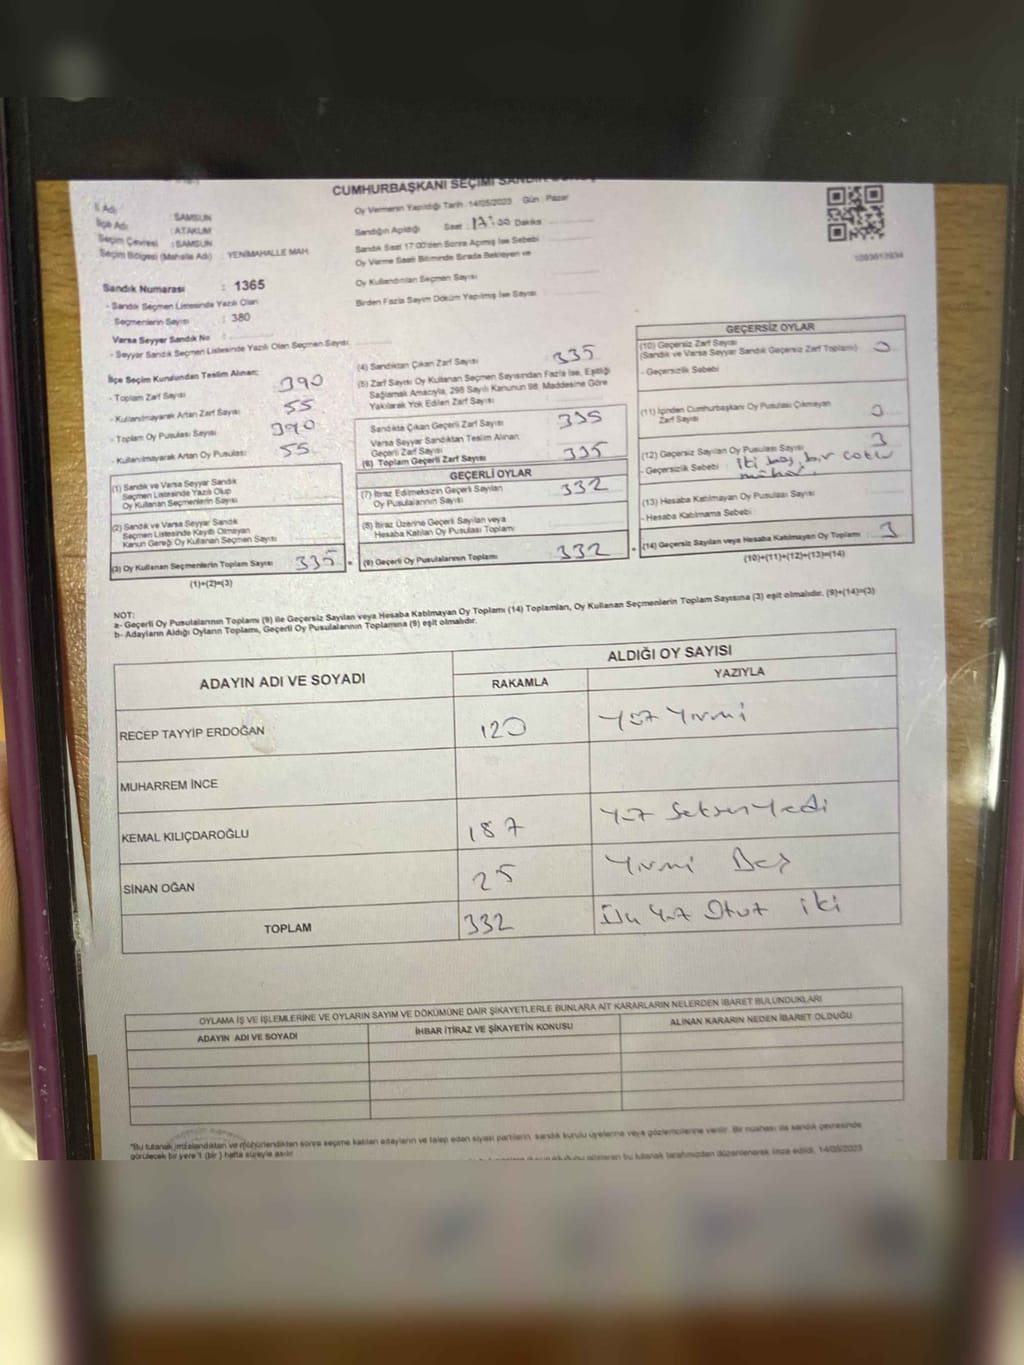 CUMHURBAŞKANI SEÇİMİ
İl Adı : SAMSUN
İlçe Adı : ATAKUM
Seçim Çevresi : SAMSUN
Seçim Bölgesi (Mahalle Adı) : YENİMAHALLE MAH.
Oy Vermenin Yapıldığı Tarih : 14/05/2023 Gün : Pazar
Sandığın Açıldığı Saat : 17:00 Dakika
Sandık Saat 17:00'den Sonra Açımış İse Sebebi
Oy Verme Saati Bitiminde Sırada Bekleyen ve
Oy Kullandırılan Seçmen Sayısı
Birden Fazla Sayım Döküm Yapılmış İse Sayısı
Sandık Numarası : 1365
- Sandık Seçmen Listesinde Yazılı Olan
Seçmenlerin Sayısı : 380
Varsa Seyyar Sandık No
- Seyyar Sandık Seçmen Listesinde Yazılı Olan Seçmen Sayısı
İlçe Seçim Kurulundan Teslim Alınan:
- Toplam Zarf Sayısı 390
- Kullanılmayarak Artan Zarf Sayısı 55
- Toplam Oy Pusulası Sayısı 390
- Kullanılmayarak Artan Oy Pusulası 55
(1) Sandık ve Varsa Seyyar Sandık
Seçmen Listesinde Yazılı Olup
Oy Kullanan Seçmenlerin Sayısı
(2) Sandık ve Varsa Seyyar Sandık
Seçmen Listesinde Kayıtlı Olmayan
Kanun Gereği Oy Kullanan Seçmen Sayısı
(3) Oy Kullanan Seçmenlerin Toplam Sayısı 335
(1)+(2)=(3)
(4) Sandıktan Çıkan Zarf Sayısı 335
(5) Zarf Sayısı Oy Kullanan Seçmen Sayısından Fazla İse, Eşitliği
Sağlamak Amacıyla, 298 Sayılı Kanunun 98. Maddesine Göre
Yakılarak Yok Edilen Zarf Sayısı
Sandıkta Çıkan Geçerli Zarf Sayısı 335
Varsa Seyyar Sandıktan Teslim Alınan
Geçerli Zarf Sayısı
(6) Toplam Geçerli Zarf Sayısı 335
GEÇERLİ OYLAR
(7) İtiraz Edilmeksizin Geçerli Sayılan
Oy Pusulalarının Sayısı 332
(8) İtiraz Üzerine Geçerli Sayılan veya
Hesaba Katılan Oy Pusulası Toplamı
(9) Geçerli Oy Pusulalarının Toplamı 332
GEÇERSİZ OYLAR
(10) Geçersiz Zarf Sayısı
(Sandık ve Varsa Seyyar Sandık Geçersiz Zarf Toplamı) 0
- Geçersizlik Sebebi
(11) İçinden Cumhurbaşkanı Oy Pusulası Çıkmayan
Zarf Sayısı 0
(12) Geçersiz Sayılan Oy Pusulası Sayısı 3
- Geçersizlik Sebebi : İki boş, bir
(13) Hesaba Katılmayan Oy Pusulası Sayısı
- Hesaba Katılmama Sebebi
(14) Geçersiz Sayılan veya Hesaba Katılmayan Oy Toplamı 3
(10)+(11)+(12)+(13)=(14)
NOT:
a- Geçerli Oy Pusulalarının Toplamı (9) ile Geçersiz Sayılan veya Hesaba Katılmayan Oy Toplamı (14) Toplamları, Oy Kullanan Seçmenlerin Toplam Sayısına (3) eşit olmalıdır. (9)+(14)=(3)
b- Adayların Aldığı Oyların Toplamı, Geçerli Oy Pusulalarının Toplamına (9) eşit olmalıdır.
ADAYIN ADI VE SOYADI
ALDIĞI OY SAYISI
RAKAMLA YAZIYLA
RECEP TAYYİP ERDOĞAN 120 Yüz Yirmi
MUHARREM İNCE
KEMAL KILIÇDAROĞLU 187 Yüz Seksen Yedi
SİNAN OĞAN 25 Yirmi Beş
TOPLAM 332 Üç Yüz Otuz iki
OYLAMA İŞ VE İŞLEMLERİNE VE OYLARIN SAYIM VE DÖKÜMÜNE DAİR ŞİKAYETLERLE BUNLARA AİT KARARLARIN NELERDEN İBARET BULUNDUKLARI
ADAYIN ADI VE SOYADI İHBAR İTİRAZ VE ŞİKAYETİN KONUSU ALINAN KARARIN NEDEN İBARET OLDUĞU
"Bu tutanak imzalandıktan ve mühürlendikten sonra seçime katılan adayların ve talep eden siyasi partilerin, sandık kurulu üyelerine veya gözlemcilerine verilir. Bir nüshası da sandık çevresinde
görülecek bir yere 1 (bir) hafta süreyle asılır.